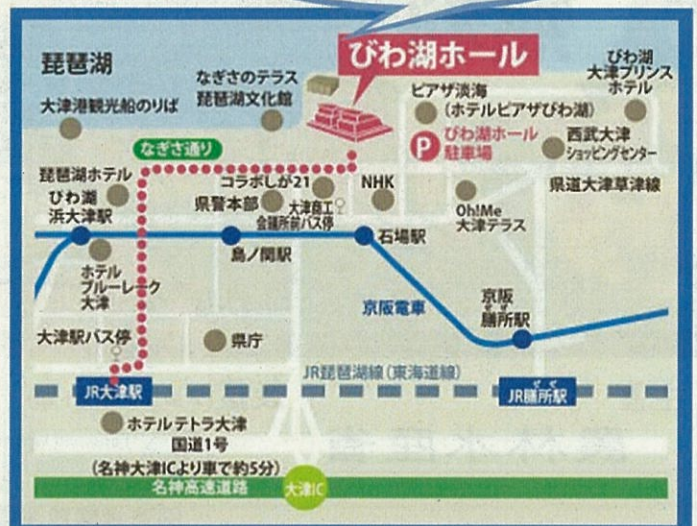 びわ湖ホール
琵琶湖
なぎさのテラス
琵琶湖文化館
大津港観光船のりば
ピアザ淡海
(ホテルピアザびわ湖)
びわ湖
大津プリンス
ホテル
P
びわ湖ホール
駐車場
西武大津
ショッピングセンター
なぎさ通り
琵琶湖ホテル
びわ湖
浜大津駅
コラボしが21
県警本部
大津商工
会議所前バス停
NHK
Oh!Me
大津テラス
県道大津草津線
島ノ関駅
石場駅
ホテル
ブルーレーク
大津
京阪電車
京阪
膳所駅
ぜぜ
大津駅バス停
県庁
JR琵琶湖線(東海道線)
JR大津駅
JR膳所駅
ぜぜ
ホテルテトラ大津
国道1号
(名神大津ICより車で約5分)
名神高速道路
大津IC